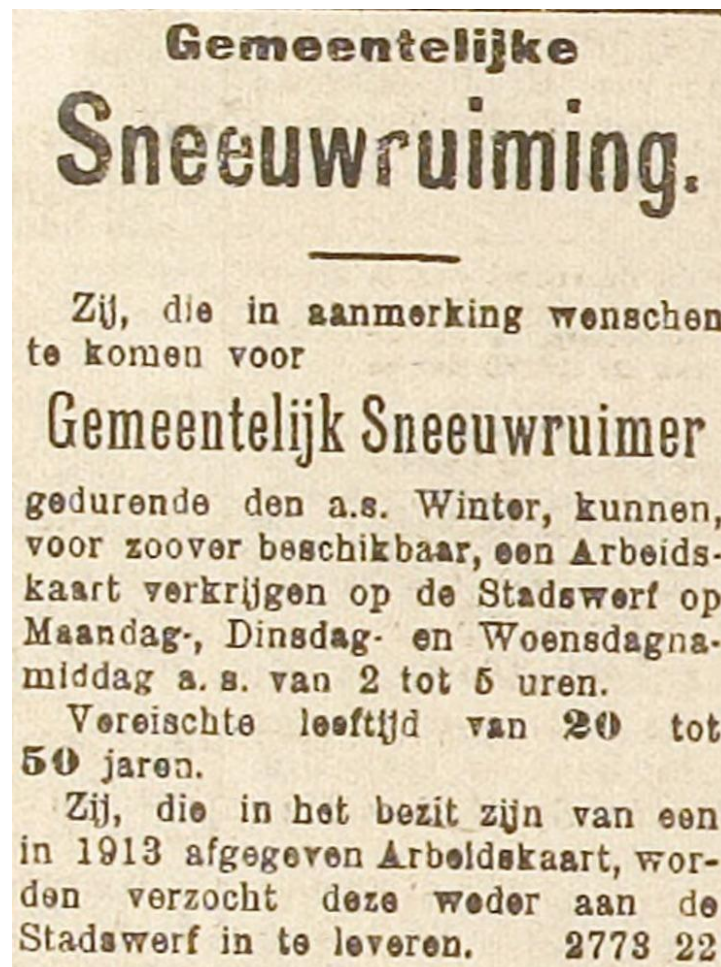 Gemeentelijke
Sneeuwruiming.
Zij, die in aanmerking wenschen
te komen voor
Gemeentelijk Sneeuwruimer
gedurende den a.s. Winter, kunnen,
voor zoover beschikbaar, een Arbeids-
kaart verkrijgen op de Stadswerf op
Maandag-, Dinsdag- en Woensdagna-
middag a.s. van 2 tot 5 uren.
Vereischte leeftijd van 20 tot
50 jaren.
Zij, die in het bezit zijn van een
in 1913 afgegeven Arbeidskaart, wor-
den verzocht deze weder aan de
Stadswerf in te leveren. 2773 22